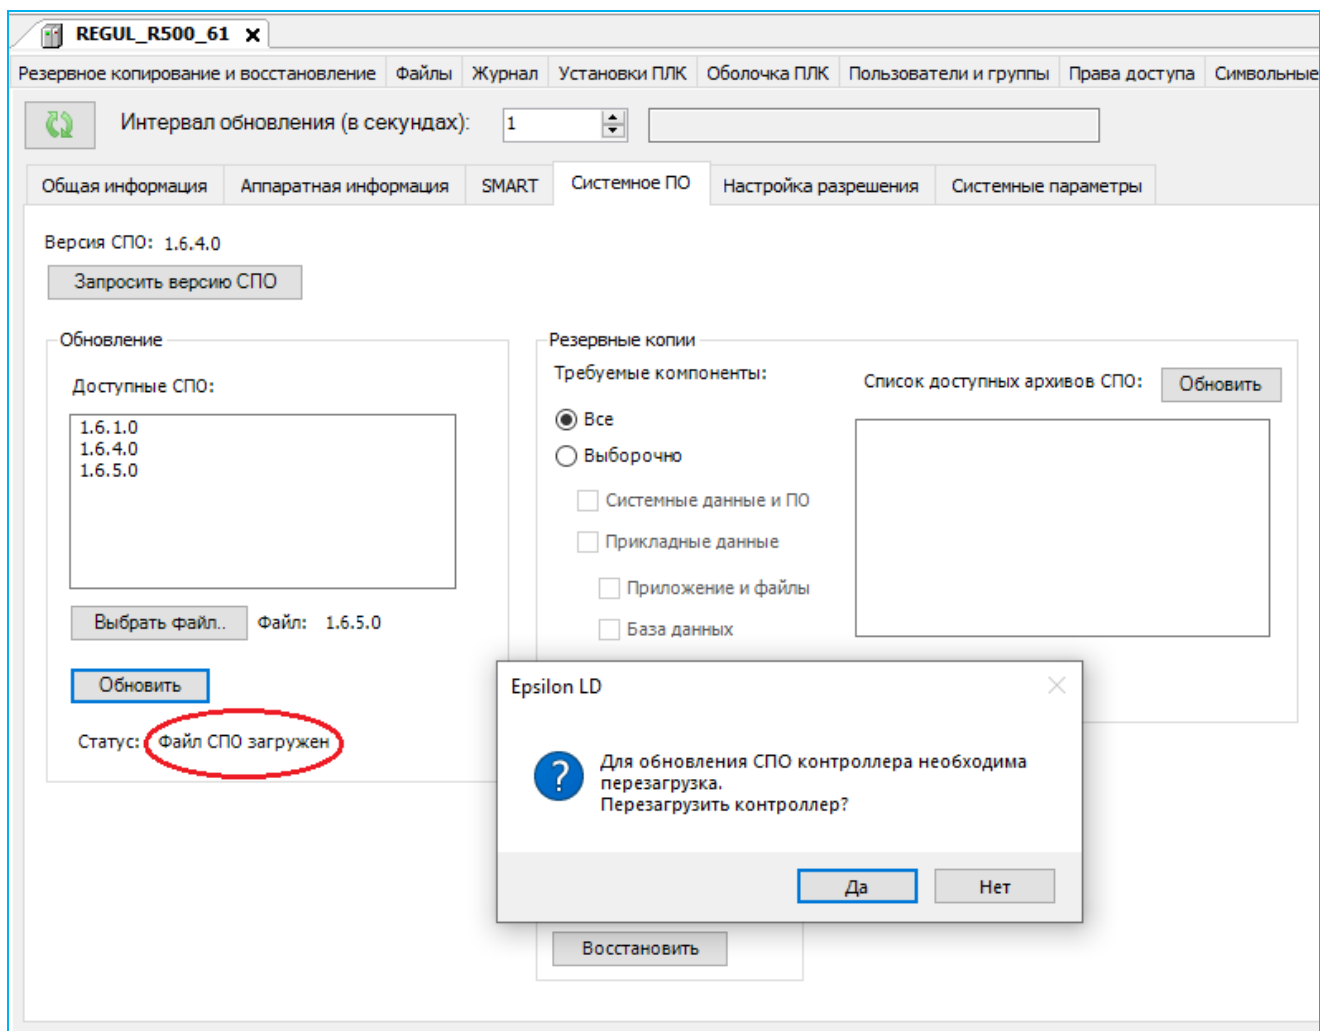 REGUL_R500_61
Резервное копирование и восстановление Файлы Журнал Установки ПЛК Оболочка ПЛК Пользователи и группы Права доступа Символьные
Интервал обновления (в секундах): 1
Общая информация Аппаратная информация SMART Системное ПО Настройка разрешения Системные параметры
Версия СПО: 1.6.4.0
Запросить версию СПО
Обновление
Доступные СПО:
1.6.1.0
1.6.4.0
1.6.5.0
Выбрать файл.. Файл: 1.6.5.0
Обновить
Статус: Файл СПО загружен
Резервные копии
Требуемые компоненты:
Все
Выборочно
Системные данные и ПО
Прикладные данные
Приложение и файлы
База данных
Список доступных архивов СПО: Обновить
Epsilon LD
Для обновления СПО контроллера необходима
перезагрузка.
Перезагрузить контроллер?
Да Нет
Восстановить